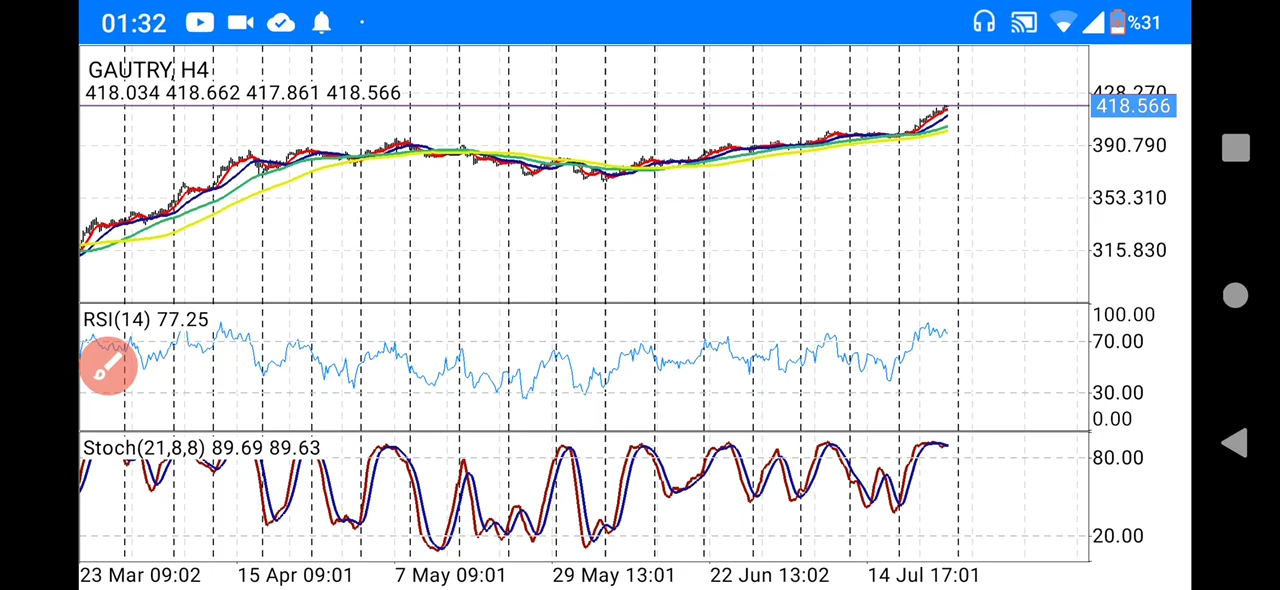 01:32 %31
GAUTRY, H4
418.034 418.662 417.861 418.566
428.270
418.566
390.790
353.310
315.830
RSI(14) 77.25
100.00
70.00
30.00
0.00
Stoch(21,8,8) 89.69 89.63
80.00
20.00
23 Mar 09:02 15 Apr 09:01 7 May 09:01 29 May 13:01 22 Jun 13:02 14 Jul 17:01